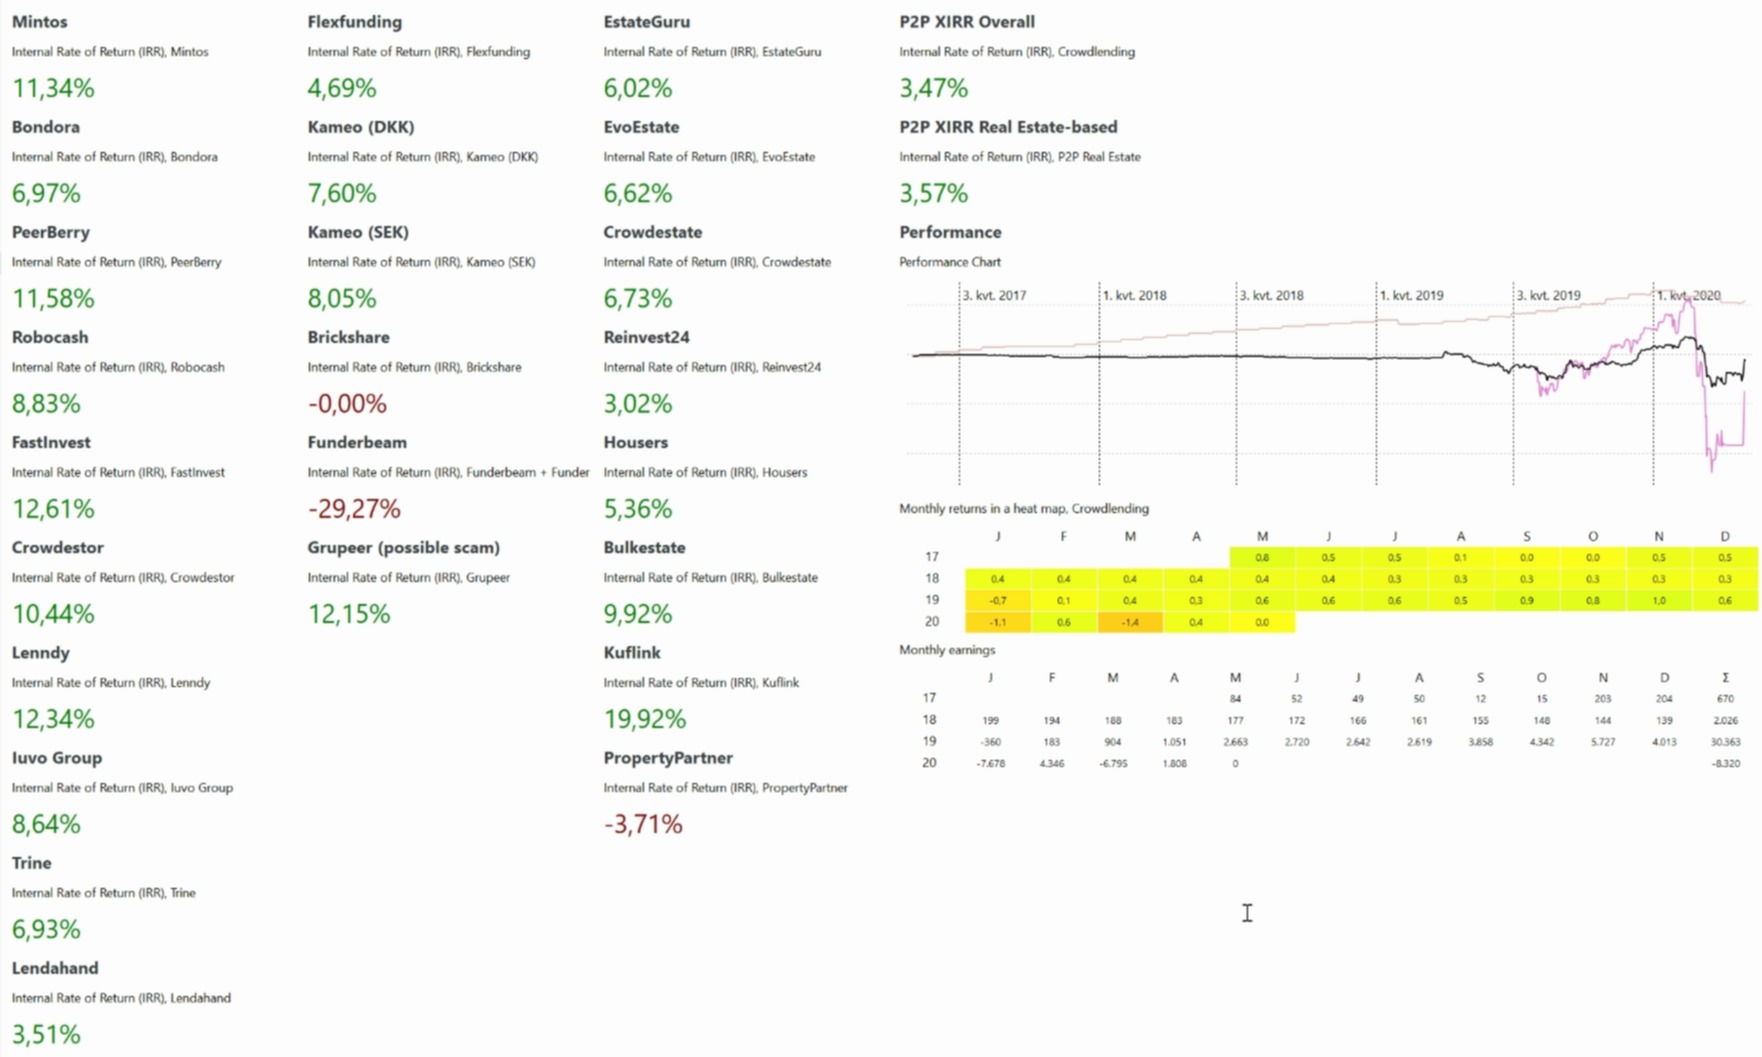 Mintos
Internal Rate of Return (IRR), Mintos
11,34%
Bondora
Internal Rate of Return (IRR), Bondora
6,97%
PeerBerry
Internal Rate of Return (IRR), PeerBerry
11,58%
Robocash
Internal Rate of Return (IRR), Robocash
8,83%
FastInvest
Internal Rate of Return (IRR), FastInvest
12,61%
Crowdestor
Internal Rate of Return (IRR), Crowdestor
10,44%
Lenndy
Internal Rate of Return (IRR), Lenndy
12,34%
Iuvo Group
Internal Rate of Return (IRR), Iuvo Group
8,64%
Trine
Internal Rate of Return (IRR), Trine
6,93%
Lendahand
Internal Rate of Return (IRR), Lendahand
3,51%
Flexfunding
Internal Rate of Return (IRR), Flexfunding
4,69%
Kameo (DKK)
Internal Rate of Return (IRR), Kameo (DKK)
7,60%
Kameo (SEK)
Internal Rate of Return (IRR), Kameo (SEK)
8,05%
Brickshare
Internal Rate of Return (IRR), Brickshare
-0,00%
Funderbeam
Internal Rate of Return (IRR), Funderbeam + Funder
-29,27%
Grupeer (possible scam)
Internal Rate of Return (IRR), Grupeer
12,15%
EstateGuru
Internal Rate of Return (IRR), EstateGuru
6,02%
EvoEstate
Internal Rate of Return (IRR), EvoEstate
6,62%
Crowdestate
Internal Rate of Return (IRR), Crowdestate
6,73%
Reinvest24
Internal Rate of Return (IRR), Reinvest24
3,02%
Housers
Internal Rate of Return (IRR), Housers
5,36%
Bulkestate
Internal Rate of Return (IRR), Bulkestate
9,92%
Kuflink
Internal Rate of Return (IRR), Kuflink
19,92%
PropertyPartner
Internal Rate of Return (IRR), PropertyPartner
-3,71%
P2P XIRR Overall
Internal Rate of Return (IRR), Crowdlending
3,47%
P2P XIRR Real Estate-based
Internal Rate of Return (IRR), P2P Real Estate
3,57%
Performance
Performance Chart
3. kvt. 2017 1. kvt. 2018 3. kvt. 2018 1. kvt. 2019 3. kvt. 2019 1. kvt. 2020
Monthly returns in a heat map, Crowdlending
J F M A M J J A S O N D
17 0.8 0.5 0.5 0.1 0.0 0.0 0.5 0.5
18 0.4 0.4 0.4 0.4 0.4 0.4 0.3 0.3 0.3 0.3 0.3 0.3
19 -0,7 0.1 0.4 0.3 0.6 0.6 0.6 0.5 0.9 0.8 1.0 0.6
20 -1.1 0.6 -1.4 0.4 0.0
Monthly earnings
J F M A M J J A S O N D Σ
17 84 52 49 50 12 15 203 204 670
18 199 194 188 183 177 172 166 161 155 148 144 139 2.026
19 -360 183 904 1.051 2.663 2.720 2.642 2.619 3.858 4.342 5.727 4.013 30.363
20 -7.678 4.346 -6.795 1.808 0 -8.320